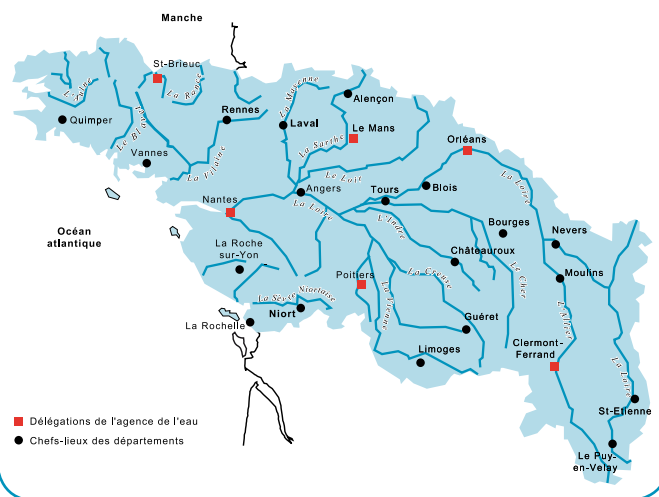 Manche
St-Brieuc
La Rance
Quimper
Le Bla
Vannes
Rennes
La Vilaine
La Mayenne
Laval
Alençon
Le Mans
La Sarthe
Le Loir
Angers
Nantes
La Loire
Tours
Blois
Orléans
La Loire
L'Indre
Bourges
Châteauroux
Le Cher
Nevers
Moulins
Océan
atlantique
La Roche
sur-Yon
Poitiers
La Creuse
La Vienne
La Sèvre Niortaise
Niort
La Rochelle
Guéret
Limoges
L'Allier
Clermont-
Ferrand
La Loire
St-Etienne
Le Puy-
en-Velay
Délégations de l'agence de l'eau
Chefs-lieux des départements